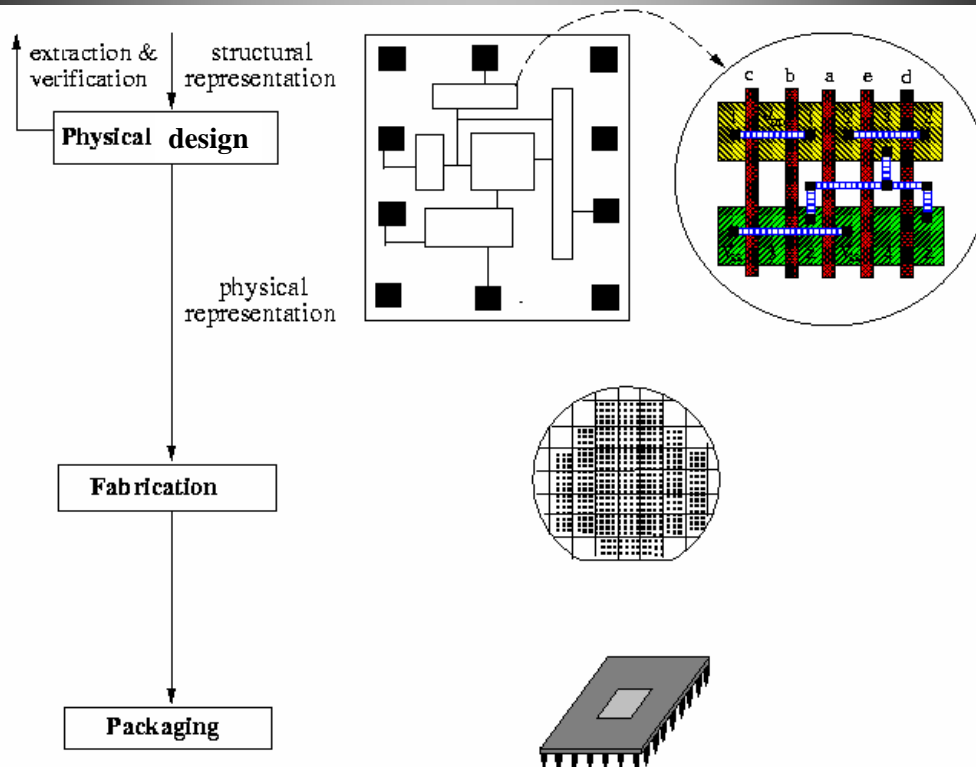 extraction &
verification
structural
representation
Physical design
c b a e d
physical
representation
Fabrication
Packaging